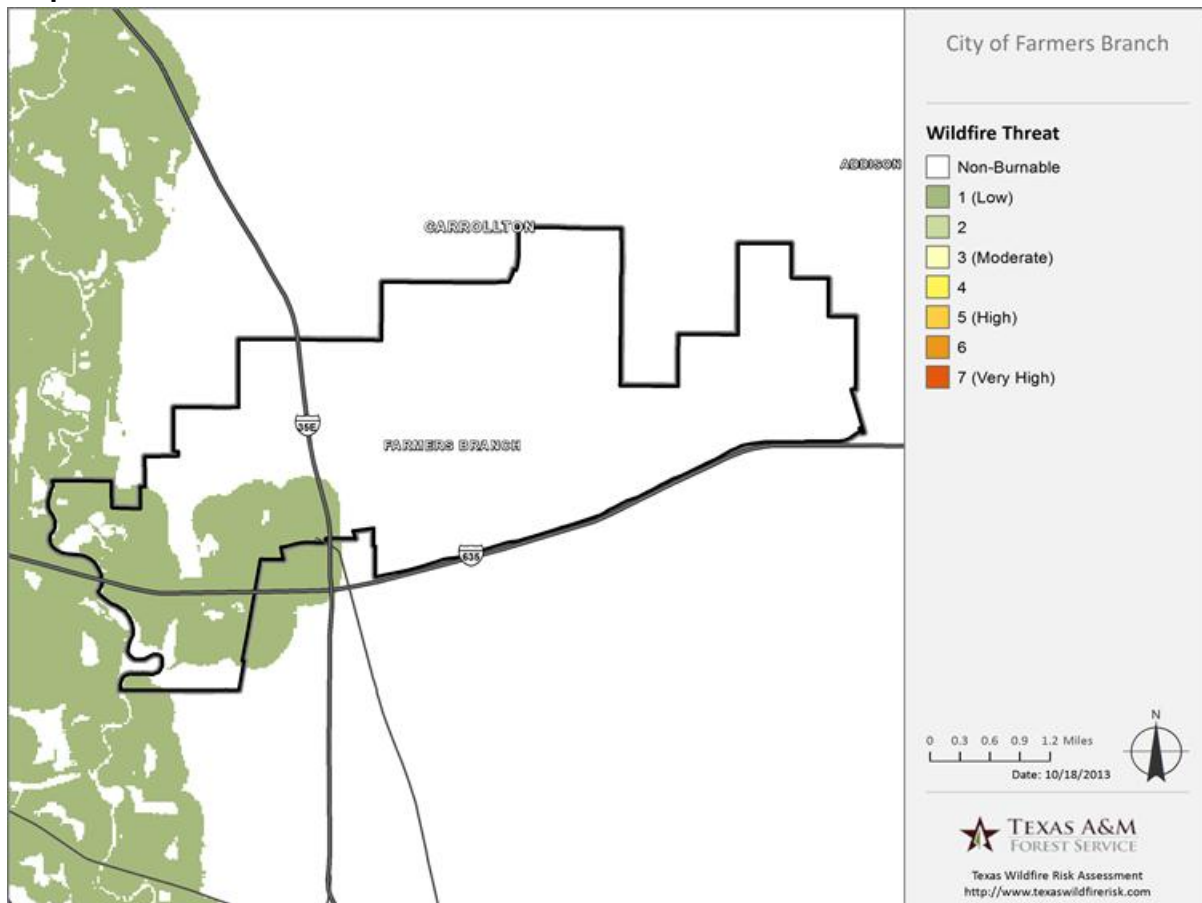 City of Farmers Branch
Wildfire Threat
Non-Burnable
1 (Low)
2
3 (Moderate)
4
5 (High)
6
7 (Very High)
ADDISON
CARROLLTON
35E
FARMERS BRANCH
635
N
0 0.3 0.6 0.9 1.2 Miles
Date: 10/18/2013
TEXAS A&M
FOREST SERVICE
Texas Wildfire Risk Assessment
http://www.texaswildfirerisk.com